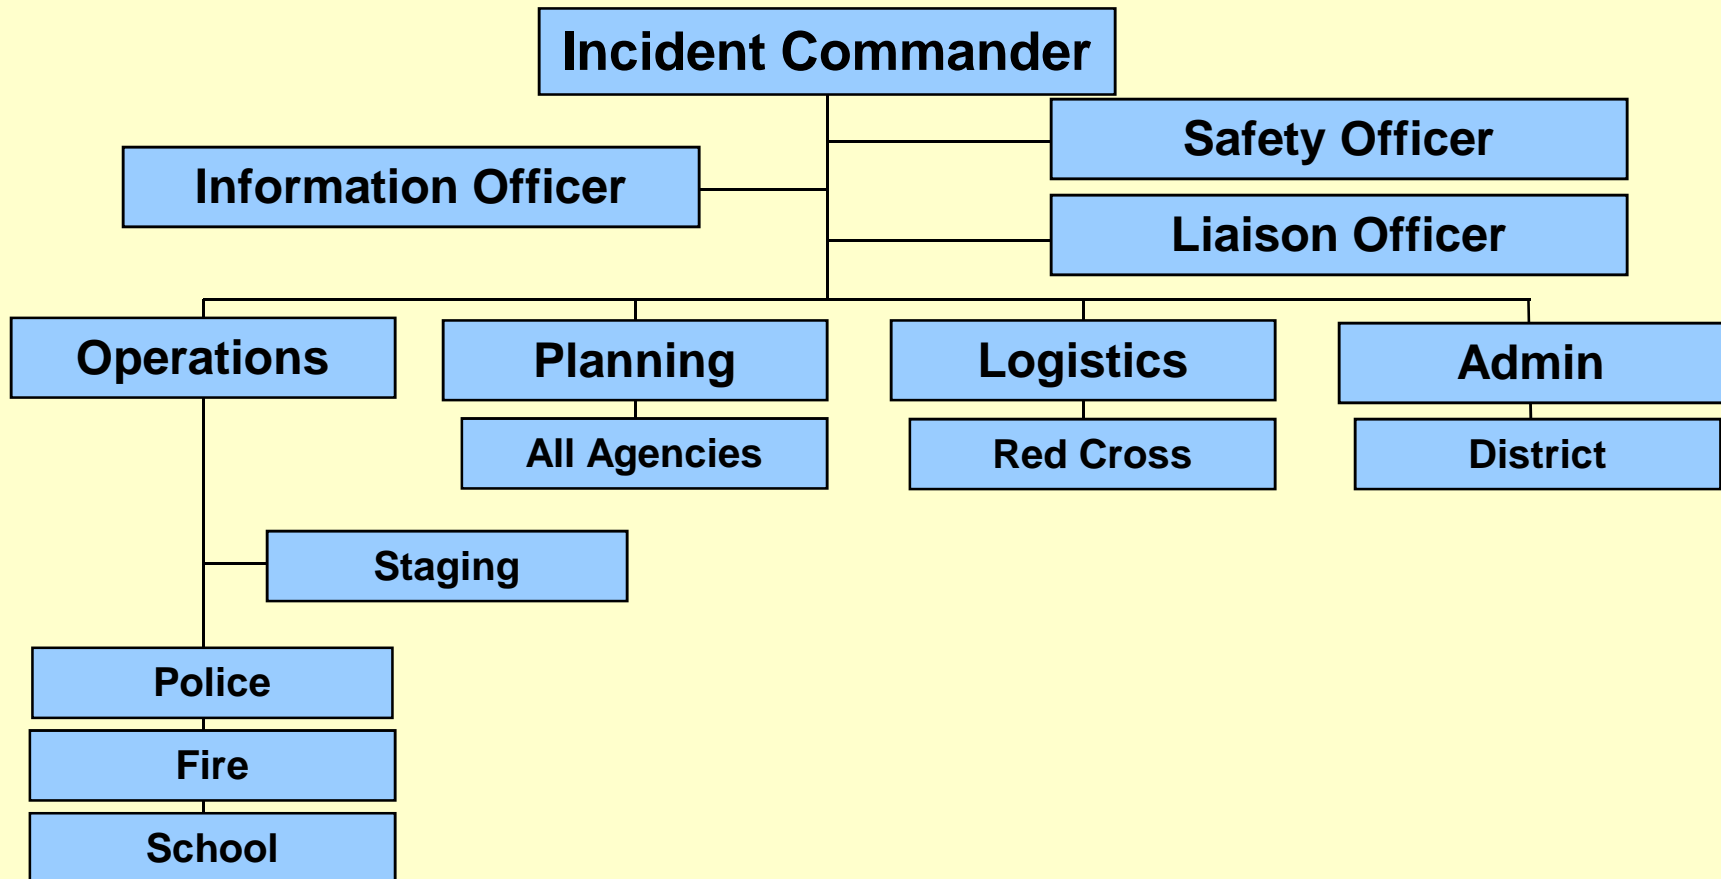 Incident Commander
Safety Officer
Information Officer
Liaison Officer
Operations
Planning
Logistics
Admin
All Agencies
Red Cross
District
Staging
Police
Fire
School